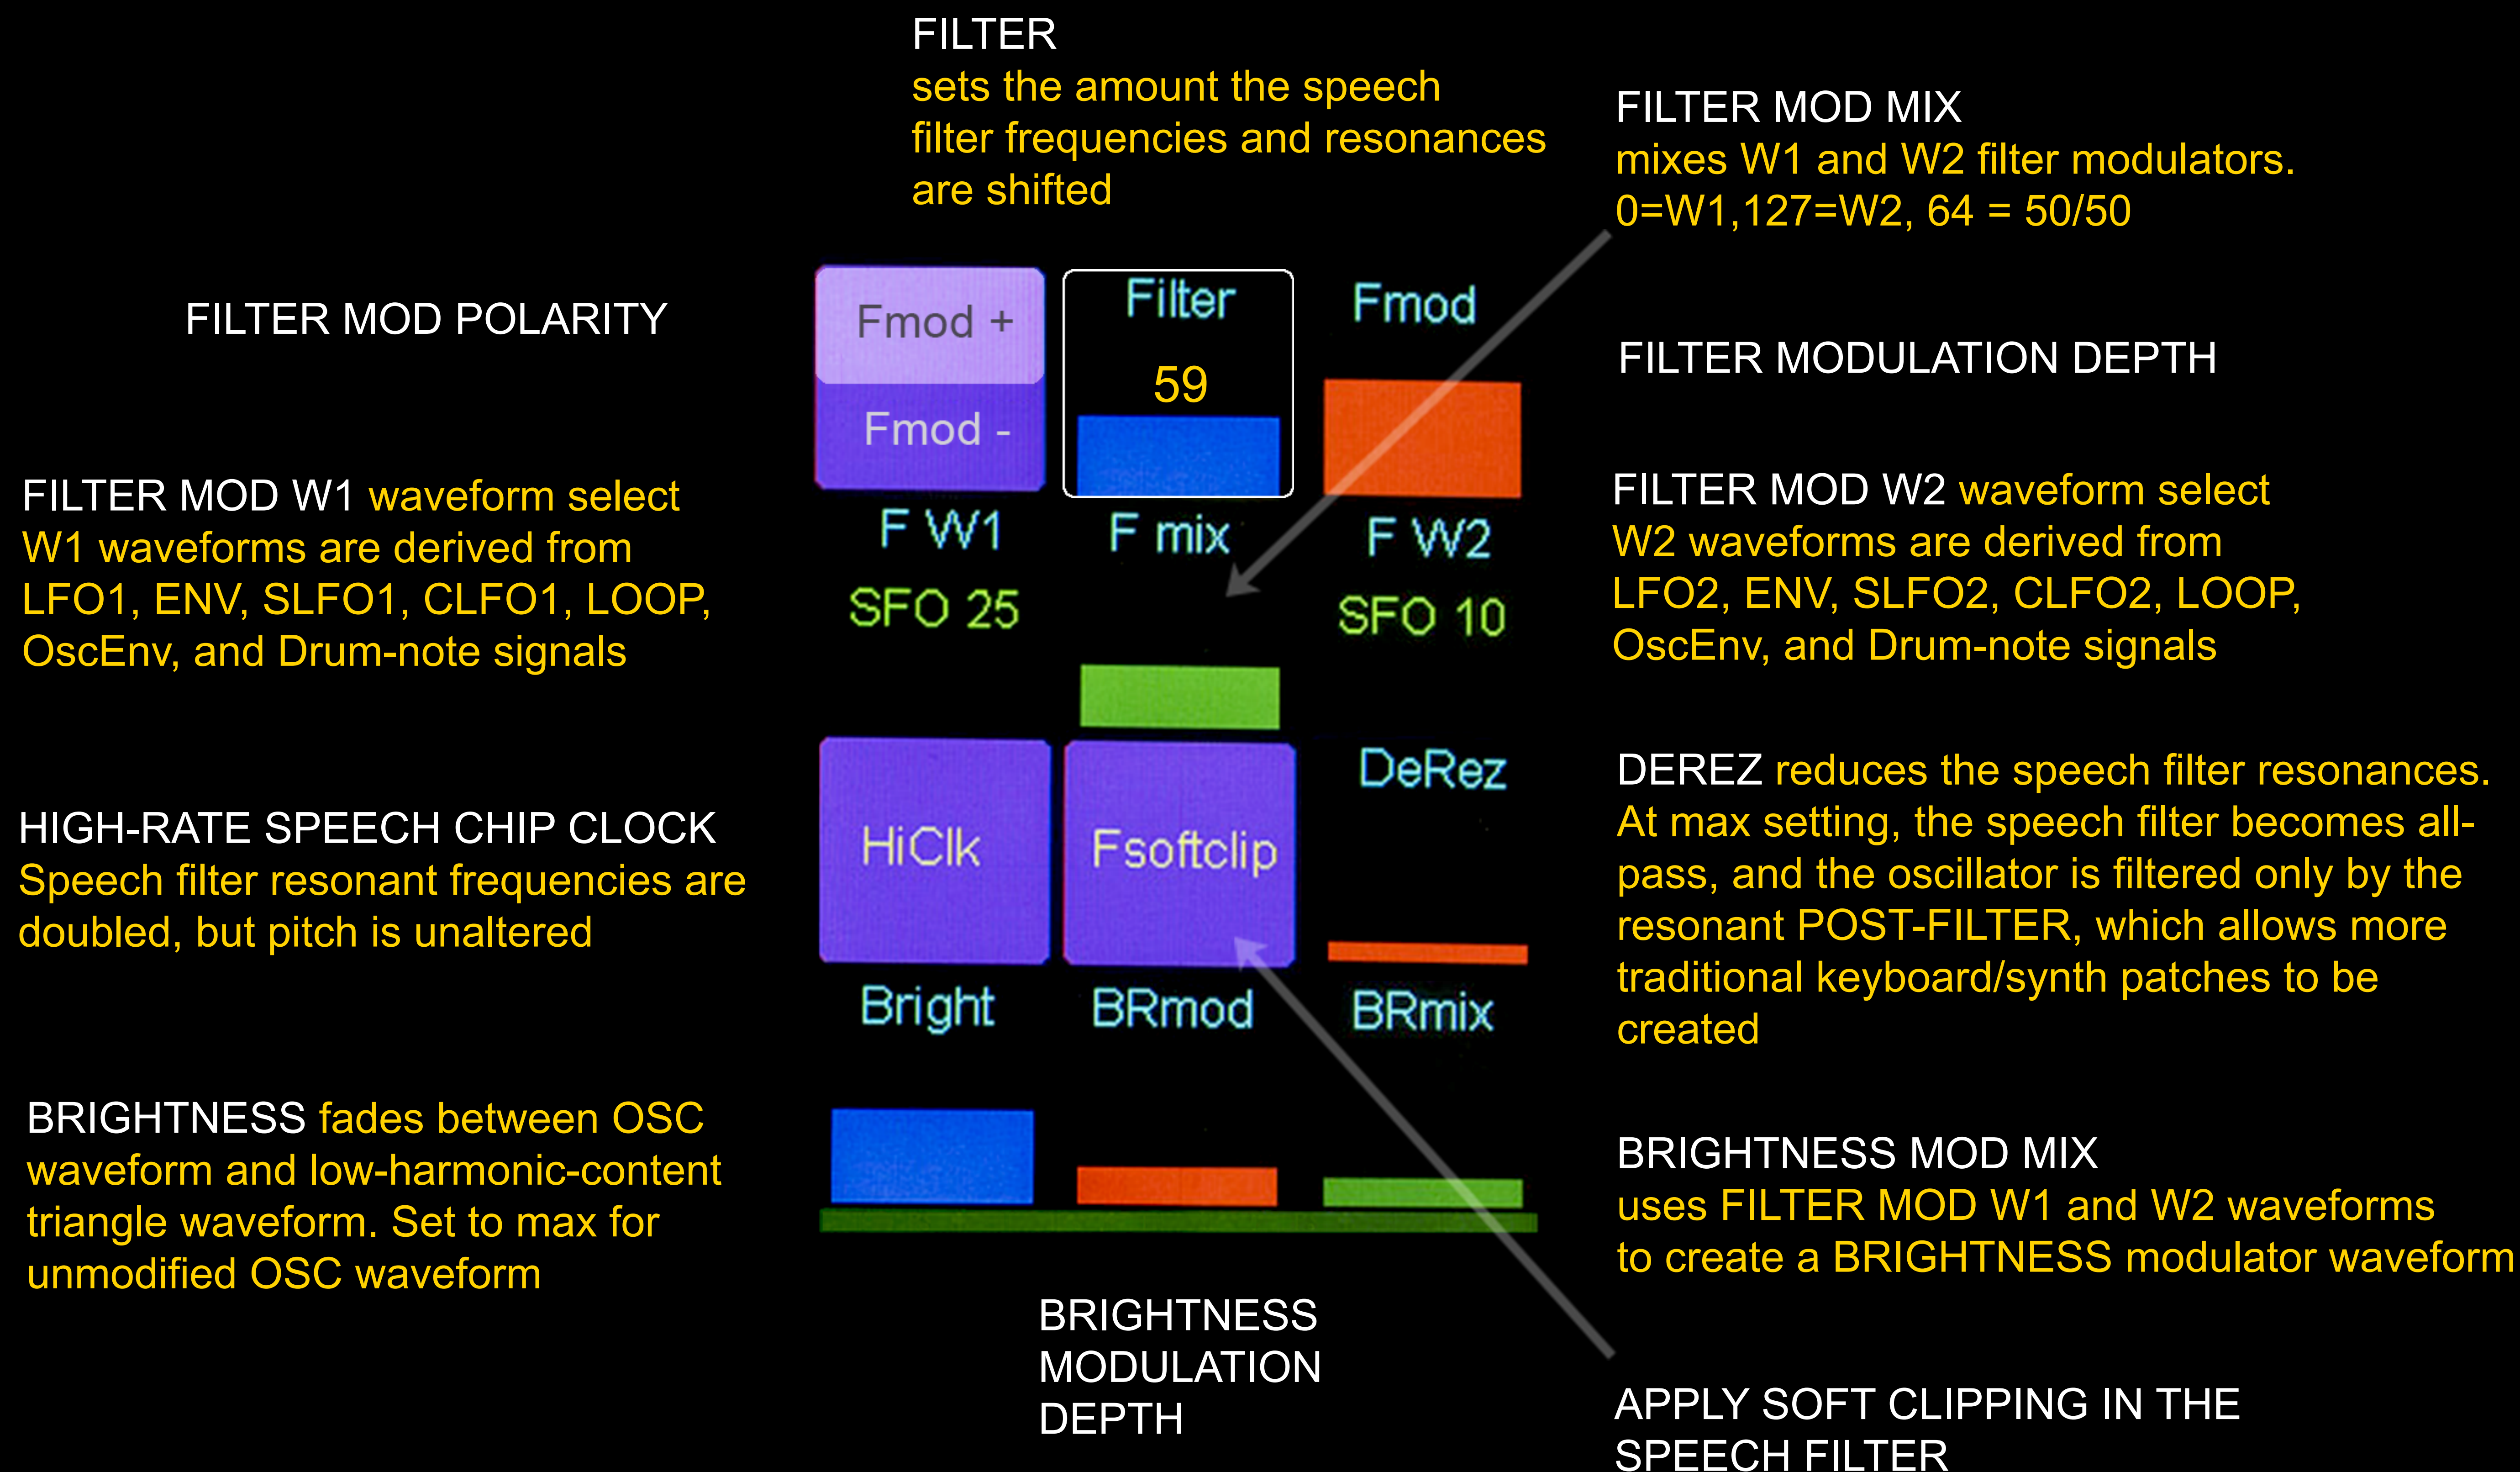 FILTER
sets the amount the speech
filter frequencies and resonances
are shifted
FILTER MOD MIX
mixes W1 and W2 filter modulators.
0=W1,127=W2, 64 = 50/50
FILTER MOD POLARITY
Fmod +
Fmod -
Filter
59
Fmod
FILTER MODULATION DEPTH
FILTER MOD W1 waveform select
W1 waveforms are derived from
LFO1, ENV, SLFO1, CLFO1, LOOP,
OscEnv, and Drum-note signals
F W1
SFO 25
F mix
F W2
SFO 10
FILTER MOD W2 waveform select
W2 waveforms are derived from
LFO2, ENV, SLFO2, CLFO2, LOOP,
OscEnv, and Drum-note signals
HIGH-RATE SPEECH CHIP CLOCK
Speech filter resonant frequencies are
doubled, but pitch is unaltered
HiClk
Fsoftclip
DeRez
DEREZ reduces the speech filter resonances.
At max setting, the speech filter becomes all-
pass, and the oscillator is filtered only by the
resonant POST-FILTER, which allows more
traditional keyboard/synth patches to be
created
Bright
BRmod
BRmix
BRIGHTNESS fades between OSC
waveform and low-harmonic-content
triangle waveform. Set to max for
unmodified OSC waveform
BRIGHTNESS MOD MIX
uses FILTER MOD W1 and W2 waveforms
to create a BRIGHTNESS modulator waveform
BRIGHTNESS
MODULATION
DEPTH
APPLY SOFT CLIPPING IN THE
SPEECH FILTER